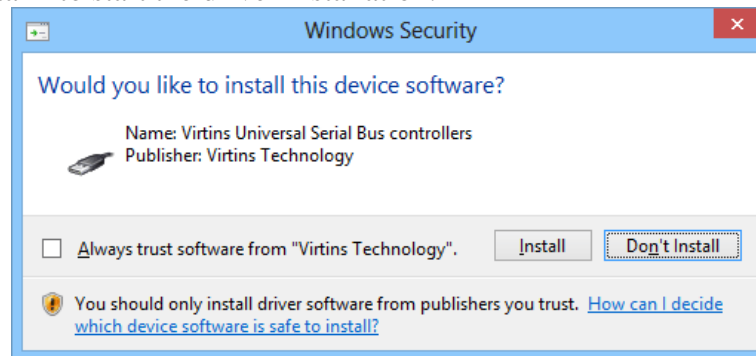 Windows Security
Would you like to install this device software?
Name: Virtins Universal Serial Bus controllers
Publisher: Virtins Technology
Always trust software from "Virtins Technology".
Install
Don't Install
You should only install driver software from publishers you trust. How can I decide
which device software is safe to install?